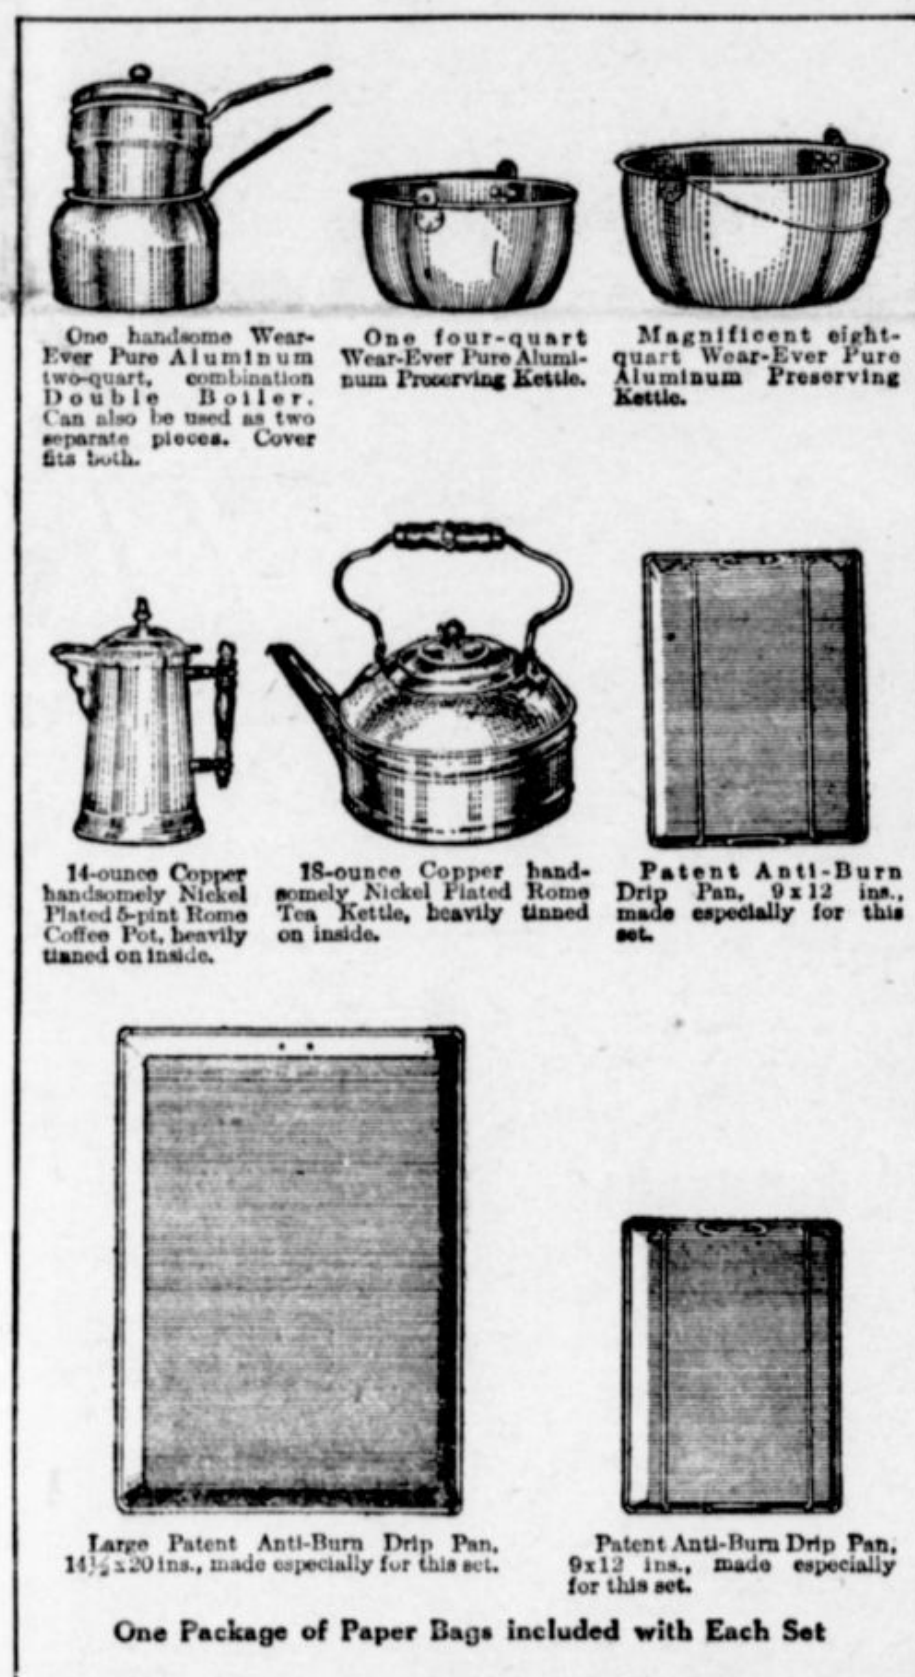 One handsome Wear-
Ever Pure Aluminum
two-quart, combination
Double Boiler.
Can also be used as two
separate pieces. Cover
fits both.
One four-quart
Wear-Ever Pure Alumi-
num Preserving Kettle.
Magnificent eight-
quart Wear-Ever Pure
Aluminum Preserving
Kettle.
14-ounce Copper
handsomely Nickel
Plated 5-pint Rome
Coffee Pot, heavily
tinned on inside.
18-ounce Copper hand-
somely Nickel Plated Rome
Tea Kettle, heavily tinned
on inside.
Patent Anti-Burn
Drip Pan, 9 x 12 ins.,
made especially for this
set.
Large Patent Anti-Burn Drip Pan,
14½ x 20 ins., made especially for this set.
Patent Anti-Burn Drip Pan,
9x12 ins., made especially
for this set.
One Package of Paper Bags included with Each Set